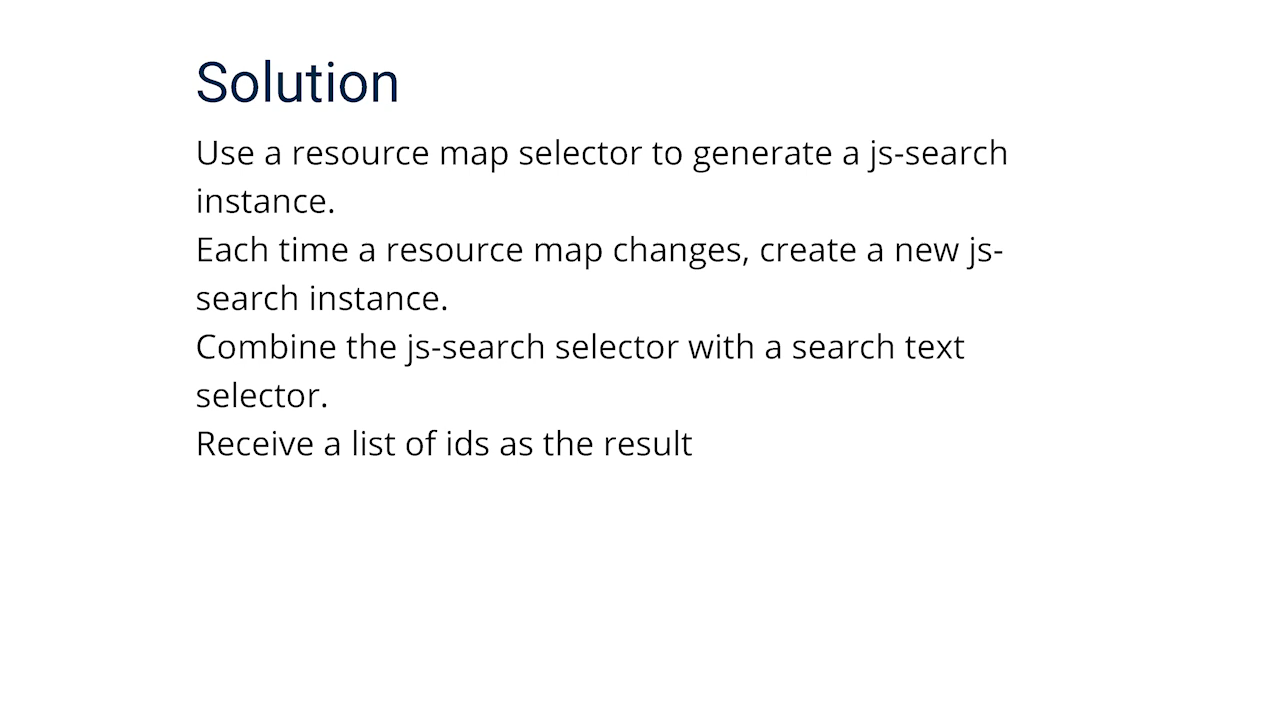 Solution
Use a resource map selector to generate a js-search
instance.
Each time a resource map changes, create a new js-
search instance.
Combine the js-search selector with a search text
selector.
Receive a list of ids as the result